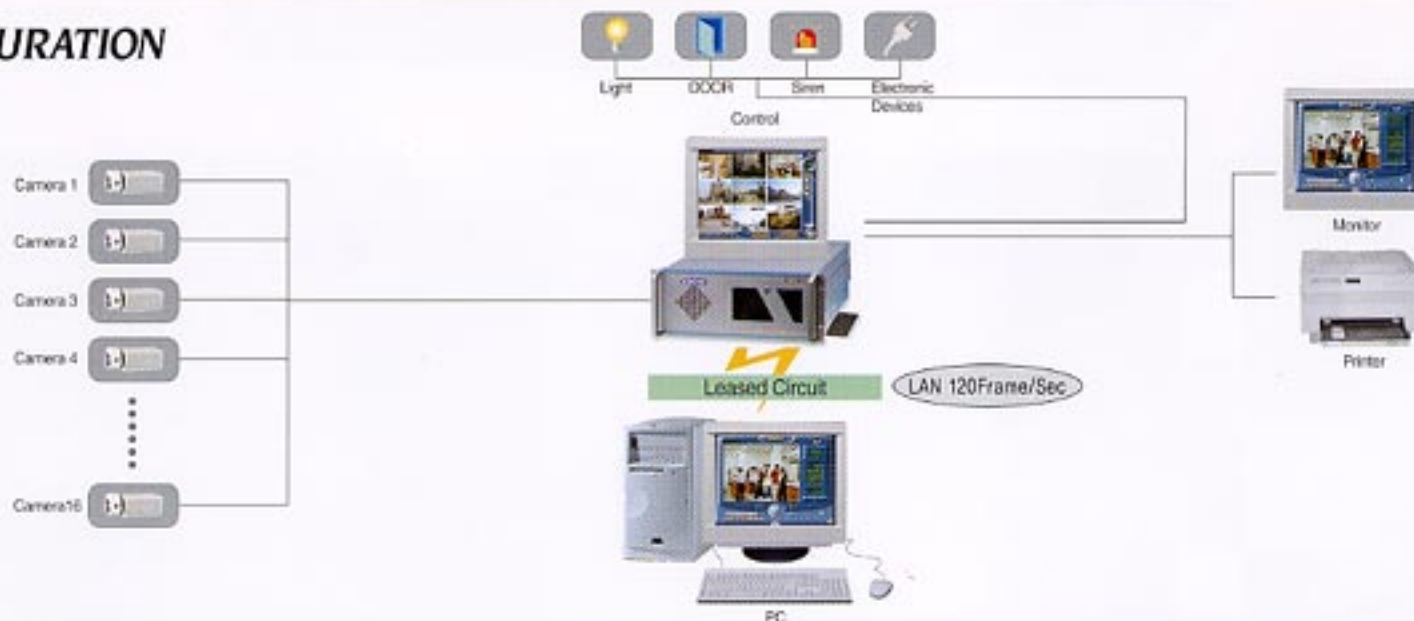 URATION
Light
DOOR
Siren
Electronic
Devices
Control
Camera 1
Camera 2
Camera 3
Camera 4
Camera16
Monitor
Printer
Leased Circuit
LAN 120Frame/Sec
PC